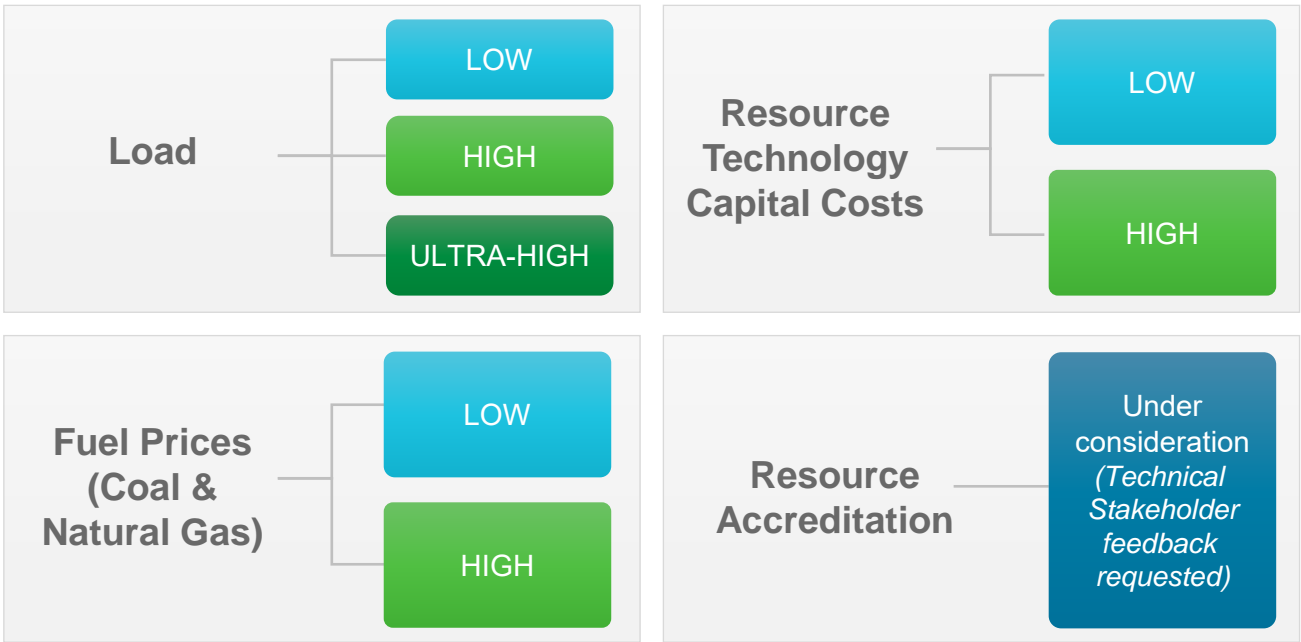 Load
LOW
HIGH
ULTRA-HIGH
Resource
Technology
Capital Costs
LOW
HIGH
Fuel Prices
(Coal &
Natural Gas)
LOW
HIGH
Resource
Accreditation
Under
consideration
(Technical
Stakeholder
feedback
requested)